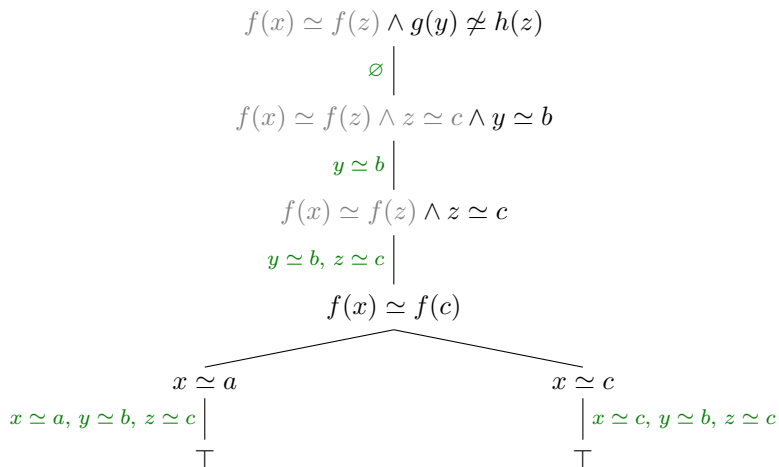 f(x) ≃ f(z) ∧ g(y) ≄ h(z)
∅
f(x) ≃ f(z) ∧ z ≃ c ∧ y ≃ b
y ≃ b
f(x) ≃ f(z) ∧ z ≃ c
y ≃ b, z ≃ c
f(x) ≃ f(c)
x ≃ a
x ≃ c
x ≃ a, y ≃ b, z ≃ c
x ≃ c, y ≃ b, z ≃ c
⊤
⊤